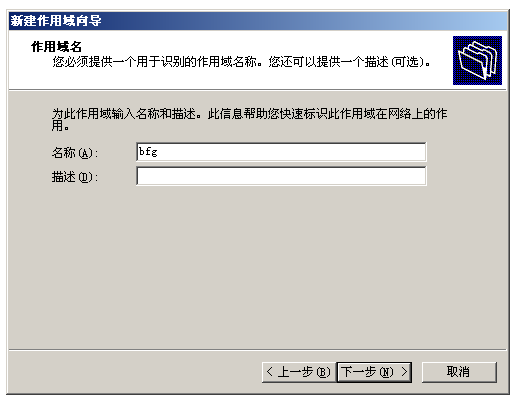 新建作用域向导
作用域名
您必须提供一个用于识别的作用域名称。您还可以提供一个描述(可选)。
为此作用域输入名称和描述。此信息帮助您快速标识此作用域在网络上的作
用。
名称(A): bfg
描述(D):
< 上一步(B) 下一步(N) > 取消